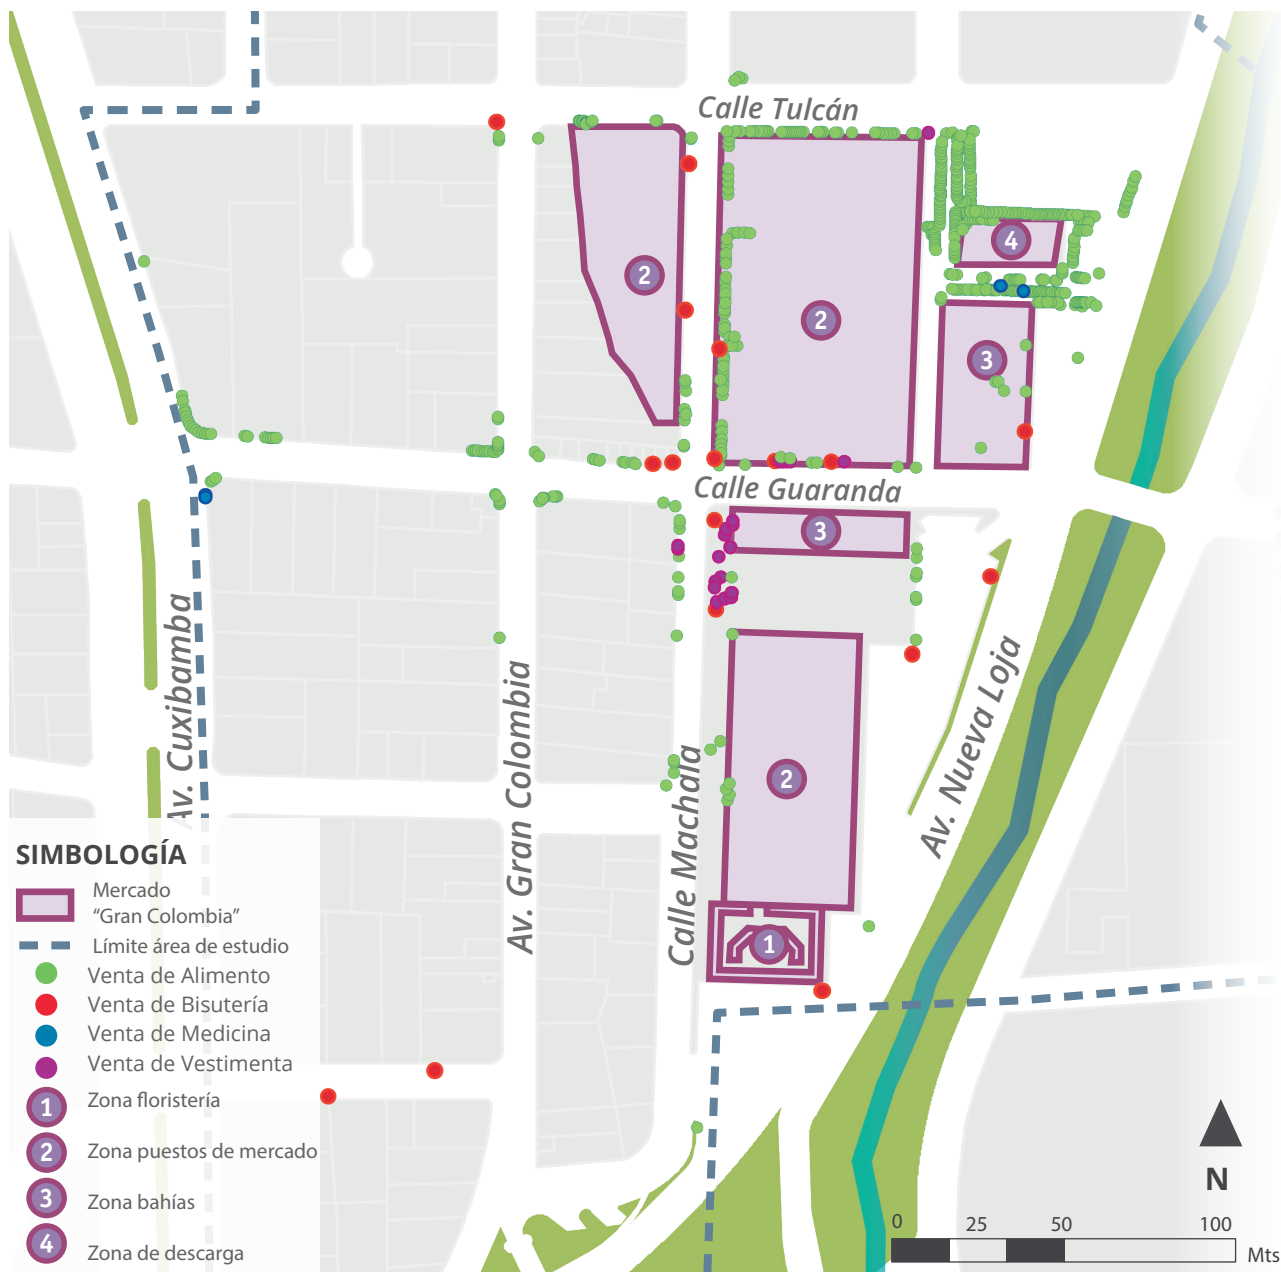 Calle Tulcán
2
2
4
3
Calle Guaranda
3
Av. Cuxibamba
Av. Gran Colombia
Calle Machala
Av. Nueva Loja
2
1
SIMBOLOGÍA
Mercado
“Gran Colombia”
Límite área de estudio
Venta de Alimento
Venta de Bisutería
Venta de Medicina
Venta de Vestimenta
1 Zona floristería
2 Zona puestos de mercado
3 Zona bahías
4 Zona de descarga
N
0 25 50 100
Mts